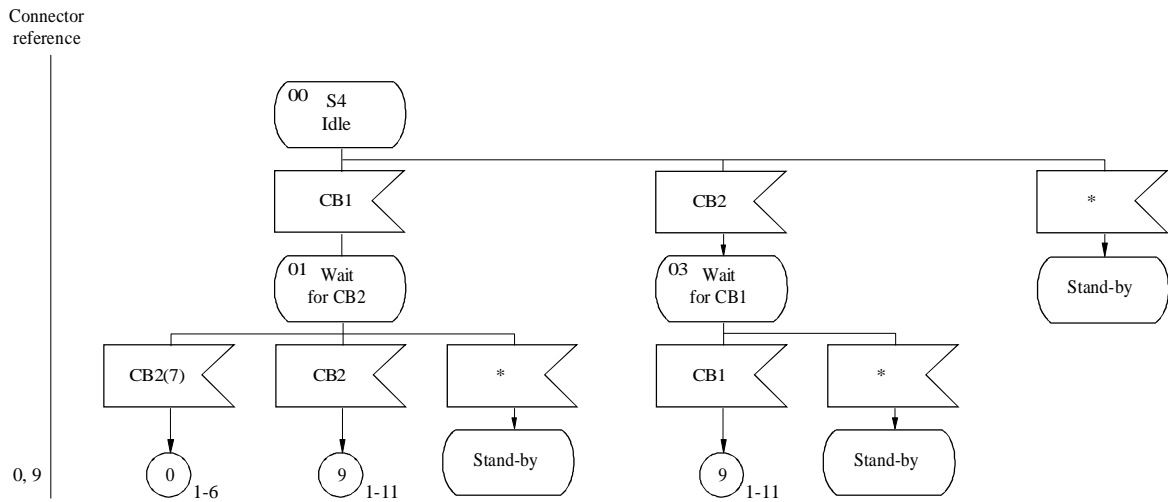 Connector
reference
00 S4
Idle
CB1
CB2
*
01 Wait
for CB2
03 Wait
for CB1
Stand-by
CB2(7)
CB2
*
CB1
*
0, 9
0
1-6
9
1-11
Stand-by
9
1-11
Stand-by